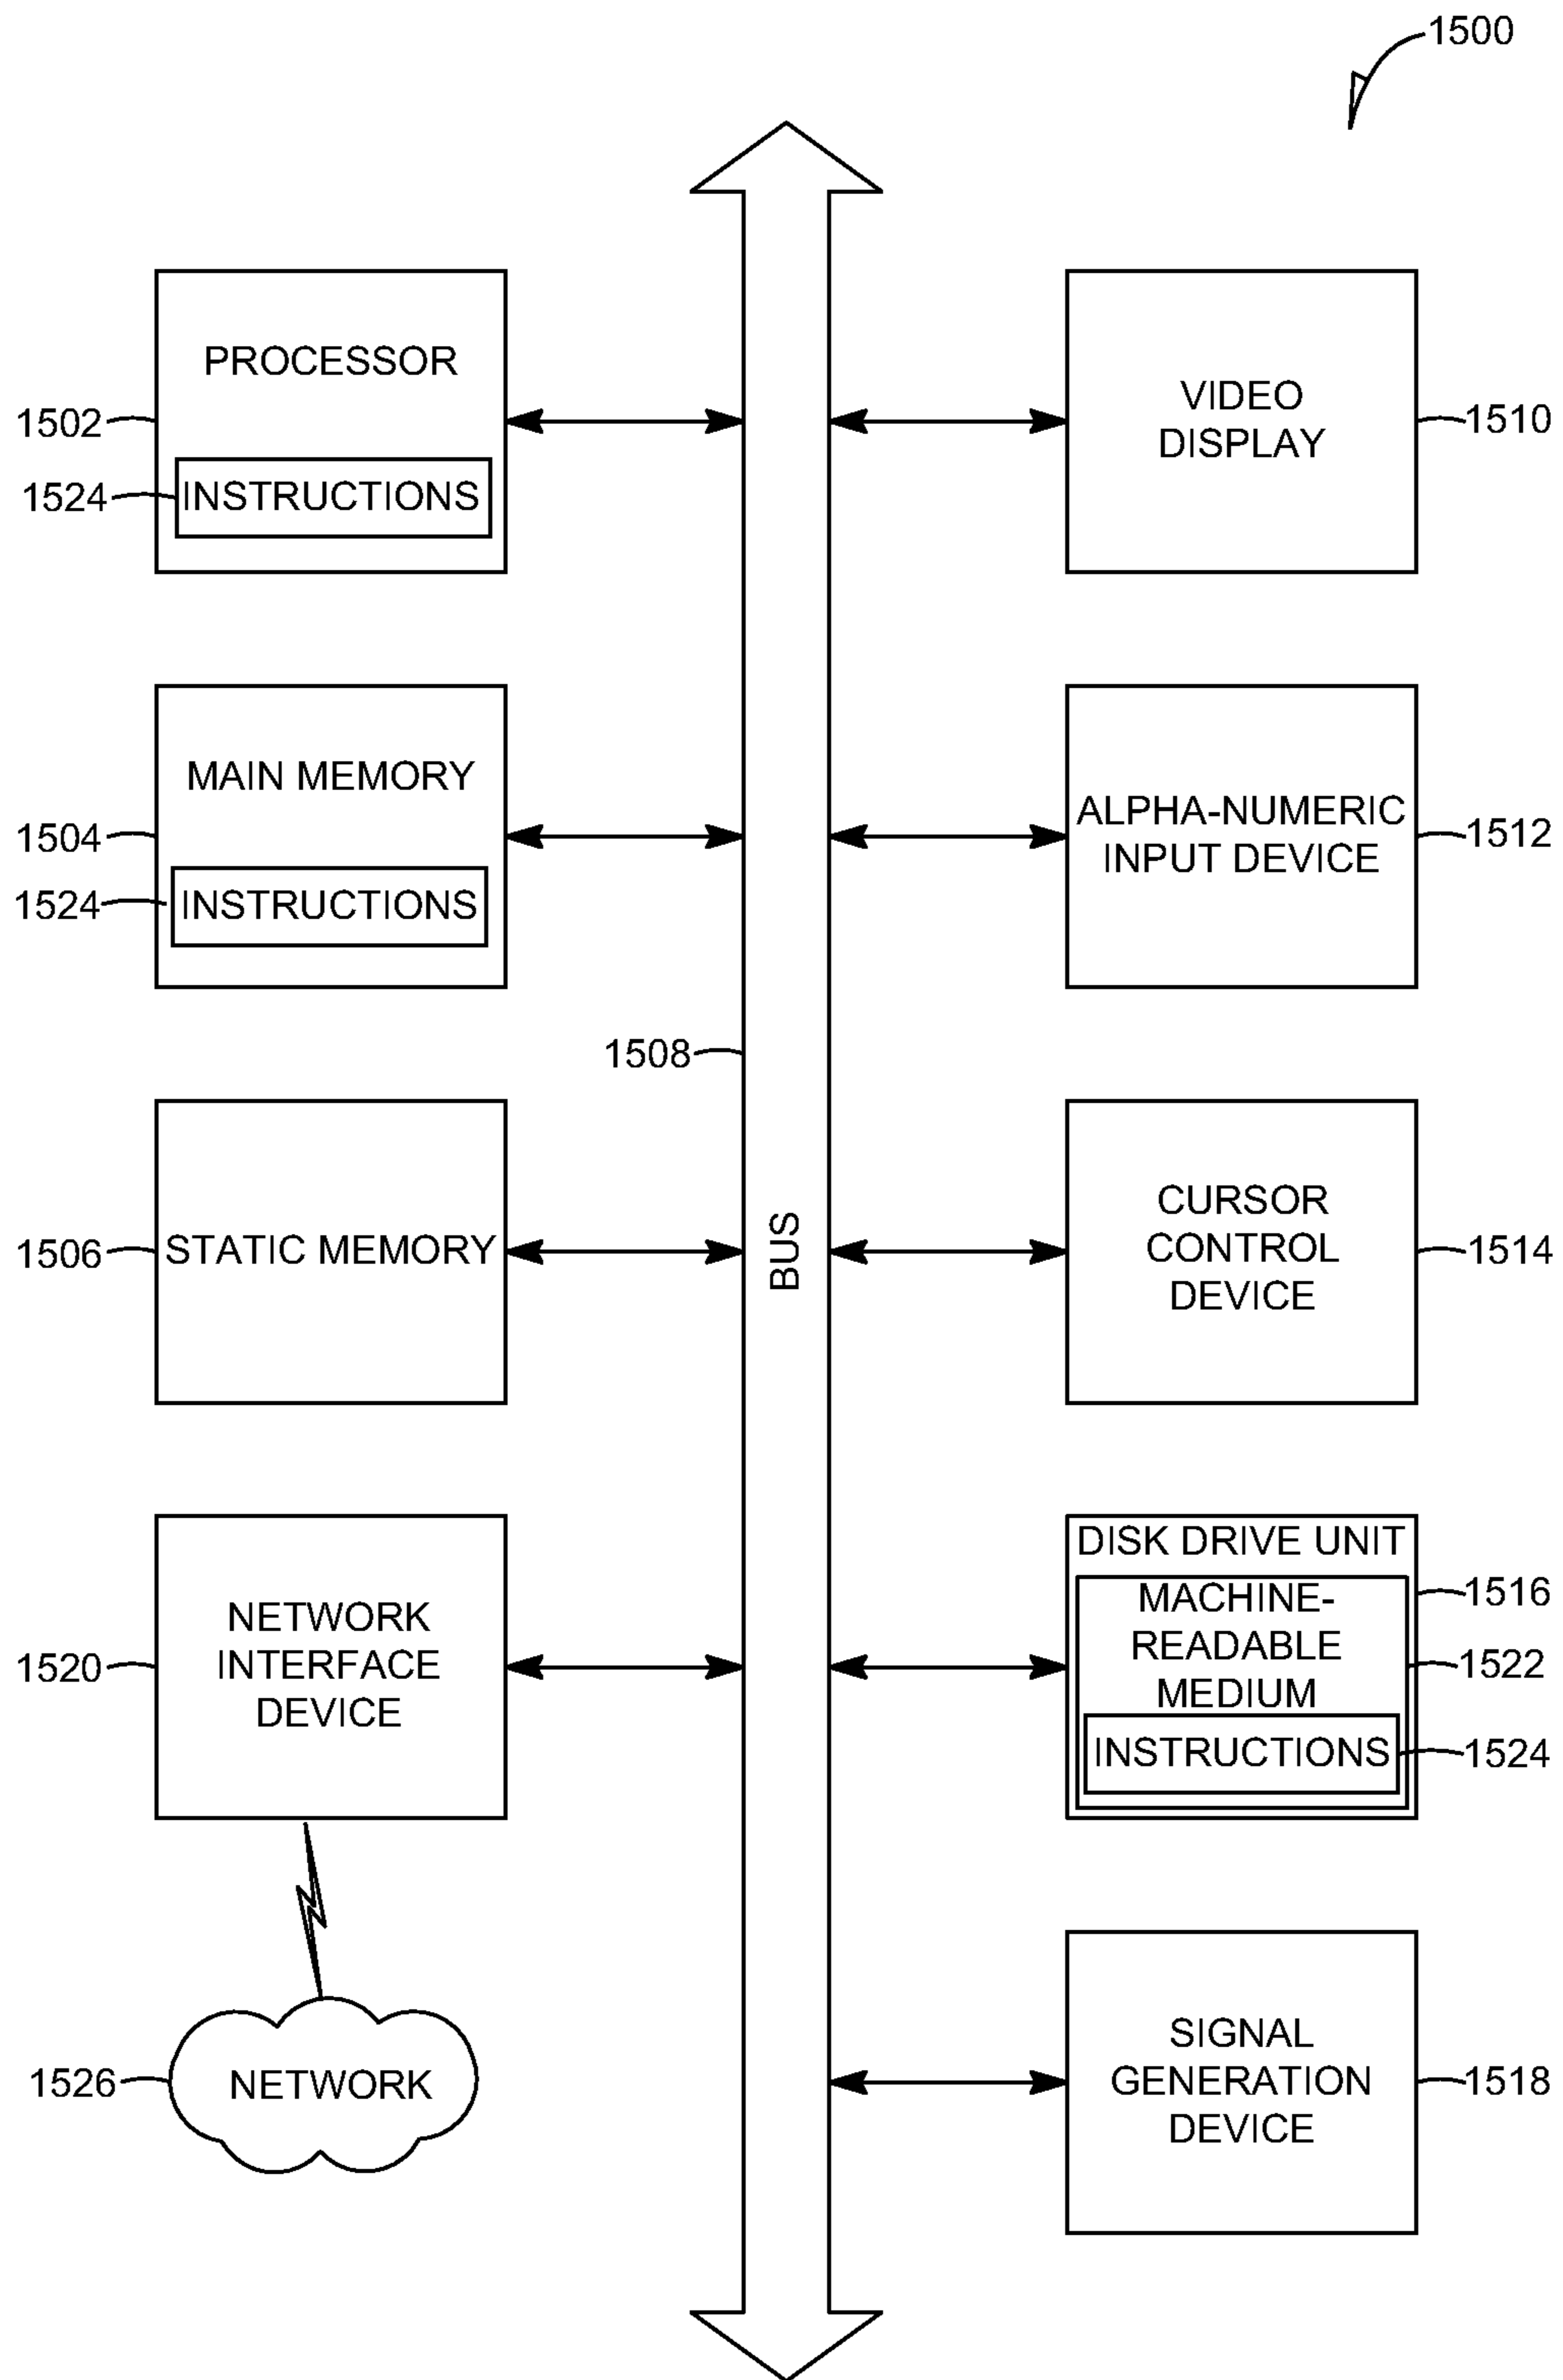 1500
PROCESSOR
1502
1524
INSTRUCTIONS
VIDEO
DISPLAY
1510
MAIN MEMORY
1504
1524
INSTRUCTIONS
ALPHA-NUMERIC
INPUT DEVICE
1512
1508
BUS
1506
STATIC MEMORY
CURSOR
CONTROL
DEVICE
1514
1520
NETWORK
INTERFACE
DEVICE
DISK DRIVE UNIT
1516
MACHINE-
READABLE
MEDIUM
1522
INSTRUCTIONS
1524
1526
NETWORK
SIGNAL
GENERATION
DEVICE
1518